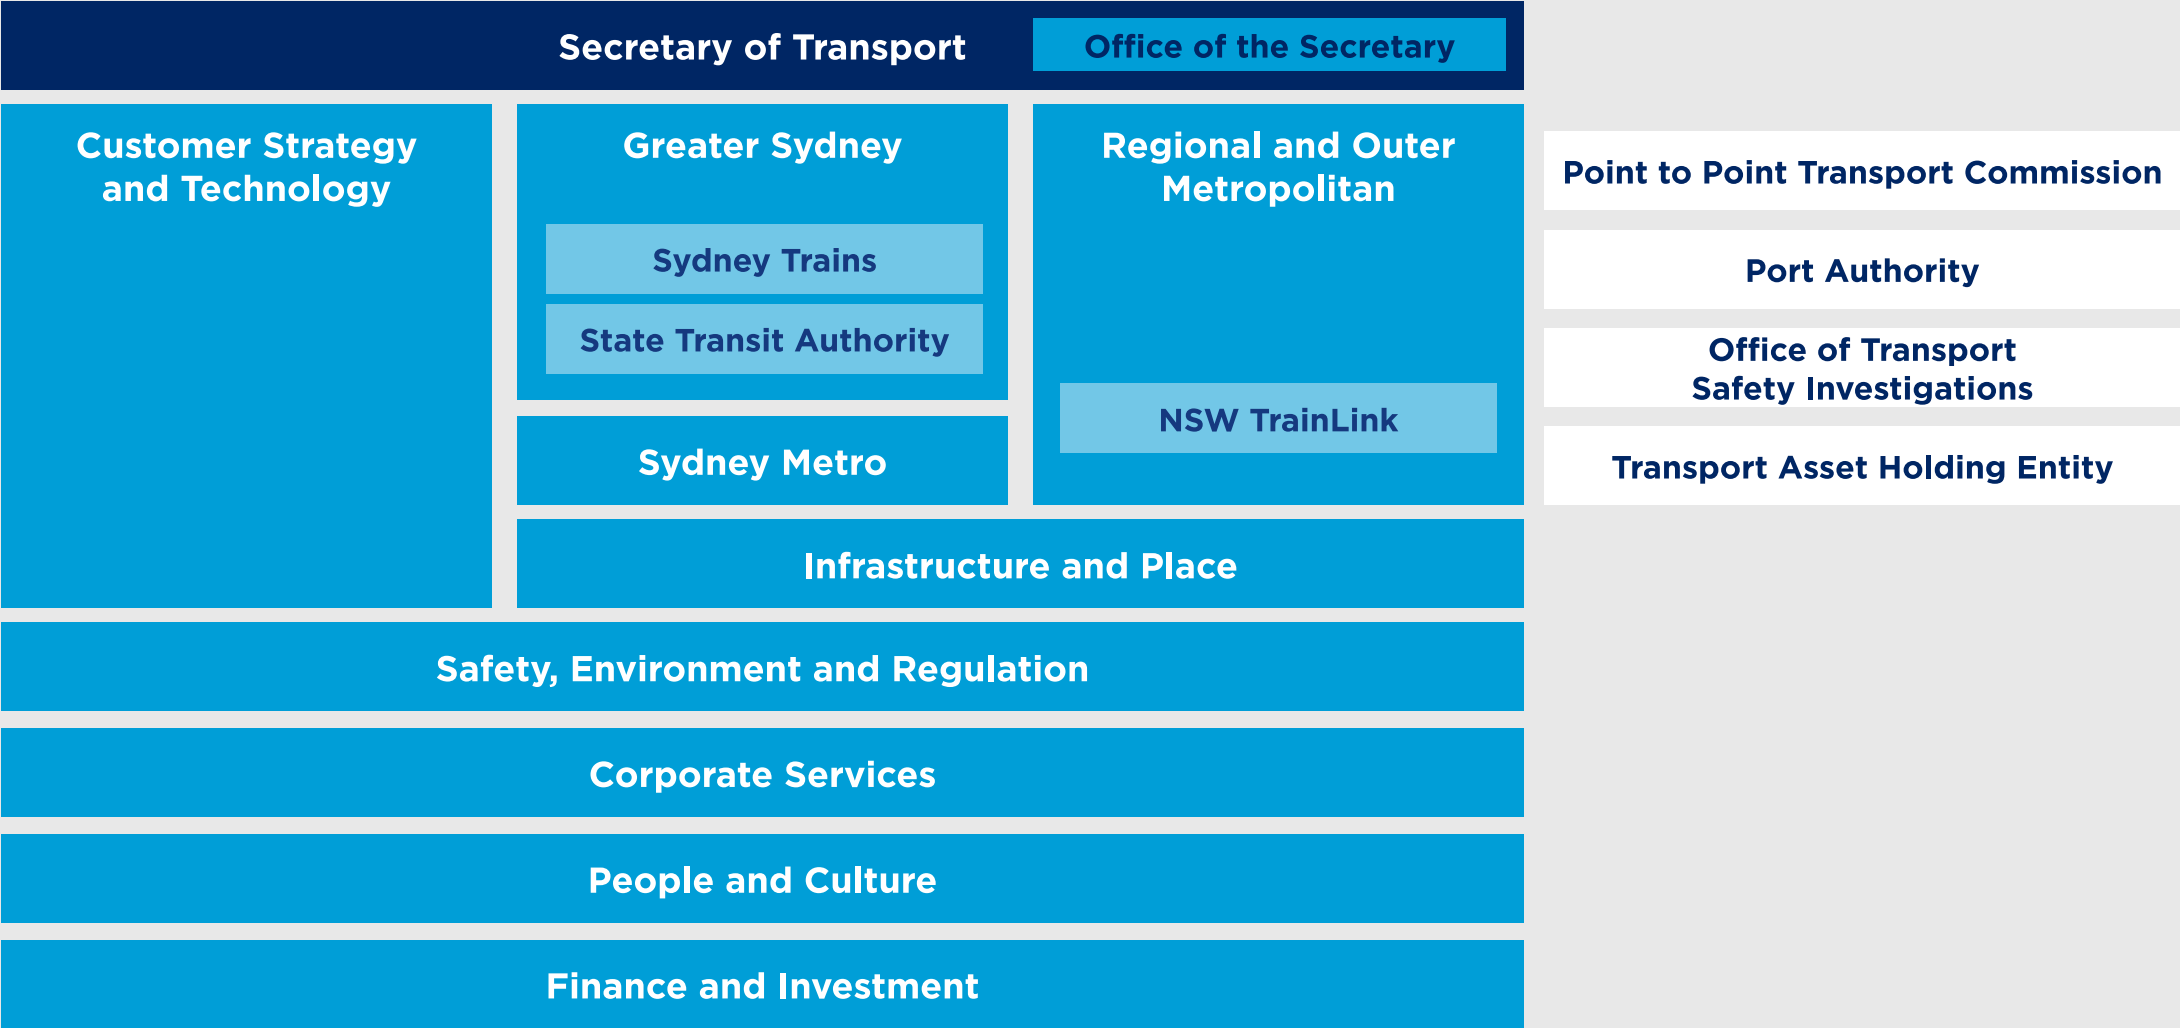 Secretary of Transport
Office of the Secretary
Customer Strategy
and Technology
Greater Sydney
Sydney Trains
State Transit Authority
Sydney Metro
Regional and Outer
Metropolitan
NSW TrainLink
Infrastructure and Place
Safety, Environment and Regulation
Corporate Services
People and Culture
Finance and Investment
Point to Point Transport Commission
Port Authority
Office of Transport
Safety Investigations
Transport Asset Holding Entity